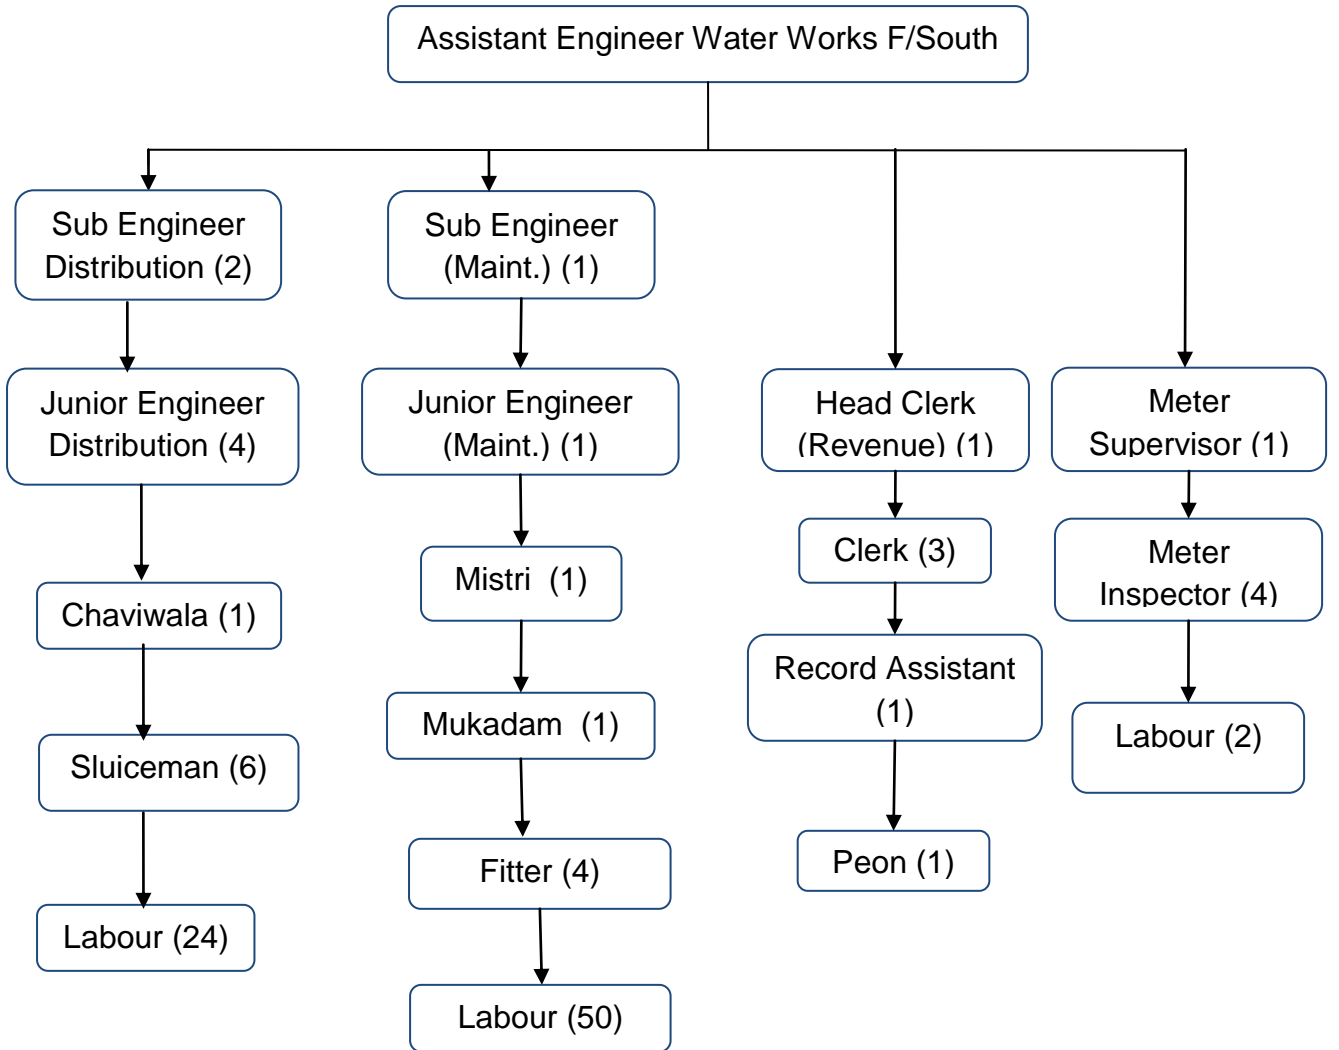 Assistant Engineer Water Works F/South
Sub Engineer
Distribution (2)
Junior Engineer
Distribution (4)
Chaviwala (1)
Sluiceman (6)
Labour (24)
Sub Engineer
(Maint.) (1)
Junior Engineer
(Maint.) (1)
Mistri  (1)
Mukadam  (1)
Fitter (4)
Labour (50)
Head Clerk
(Revenue) (1)
Clerk (3)
Record Assistant
(1)
Peon (1)
Meter
Supervisor (1)
Meter
Inspector (4)
Labour (2)